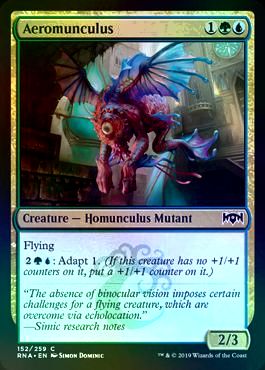 Aeromunculus 1
Creature — Homunculus Mutant
Flying
2: Adapt 1. (If this creature has no +1/+1
counters on it, put a +1/+1 counter on it.)
"The absence of binocular vision imposes certain
challenges for a flying creature, which are
overcome via echolocation."
—Simic research notes
2/3
152/259 C
RNA • EN SIMON DOMINIC
™ & © 2019 Wizards of the Coast